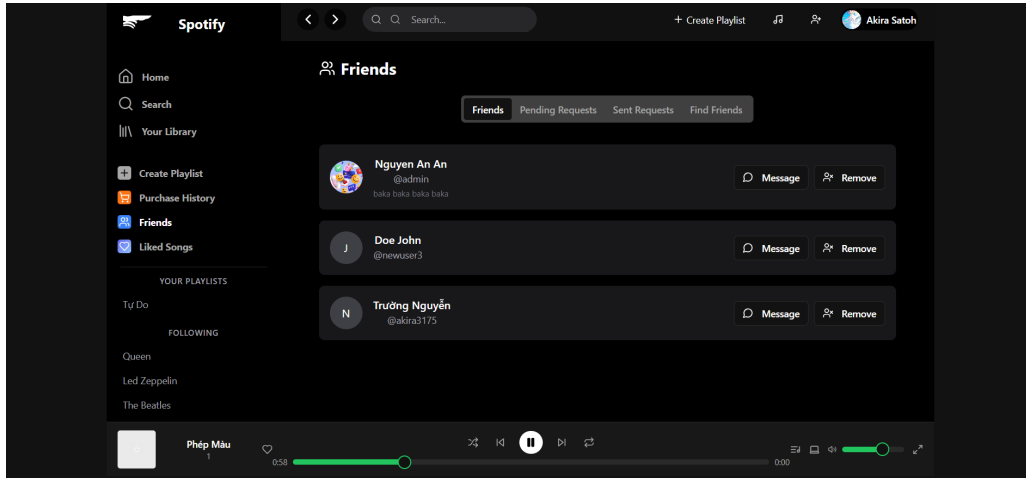 Spotify
Search...
+ Create Playlist
Akira Satoh
Home
Search
Your Library
Create Playlist
Purchase History
Friends
Liked Songs
YOUR PLAYLISTS
Tự Do
FOLLOWING
Queen
Led Zeppelin
The Beatles
Friends
Friends Pending Requests Sent Requests Find Friends
Nguyen An An
@admin
baka baka baka baka
Message Remove
J
Doe John
@newuser3
Message Remove
N
Trường Nguyễn
@akira3175
Message Remove
Phép Màu
1
0:58
0:00